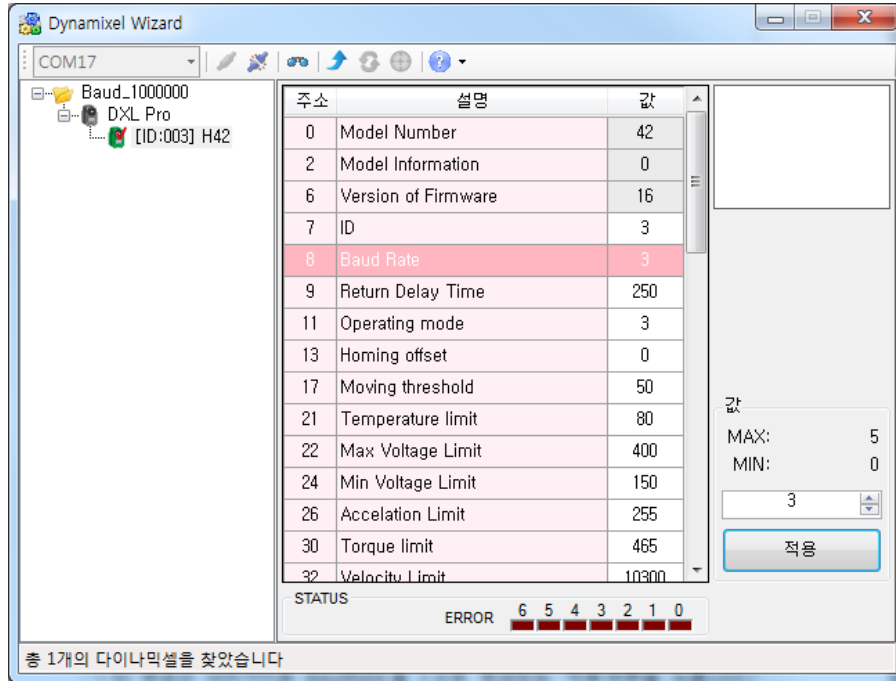 Dynamixel Wizard
COM17
Baud_1000000
DXL Pro
[ID:003] H42
주소 설명 값
0 Model Number 42
2 Model Information 0
6 Version of Firmware 16
7 ID 3
8 Baud Rate 3
9 Return Delay Time 250
11 Operating mode 3
13 Homing offset 0
17 Moving threshold 50
21 Temperature limit 80
22 Max Voltage Limit 400
24 Min Voltage Limit 150
26 Accelation Limit 255
30 Torque limit 465
32 Velocity Limit 10300
값
MAX: 5
MIN: 0
3
적용
STATUS
ERROR 6 5 4 3 2 1 0
총 1개의 다이나믹셀을 찾았습니다